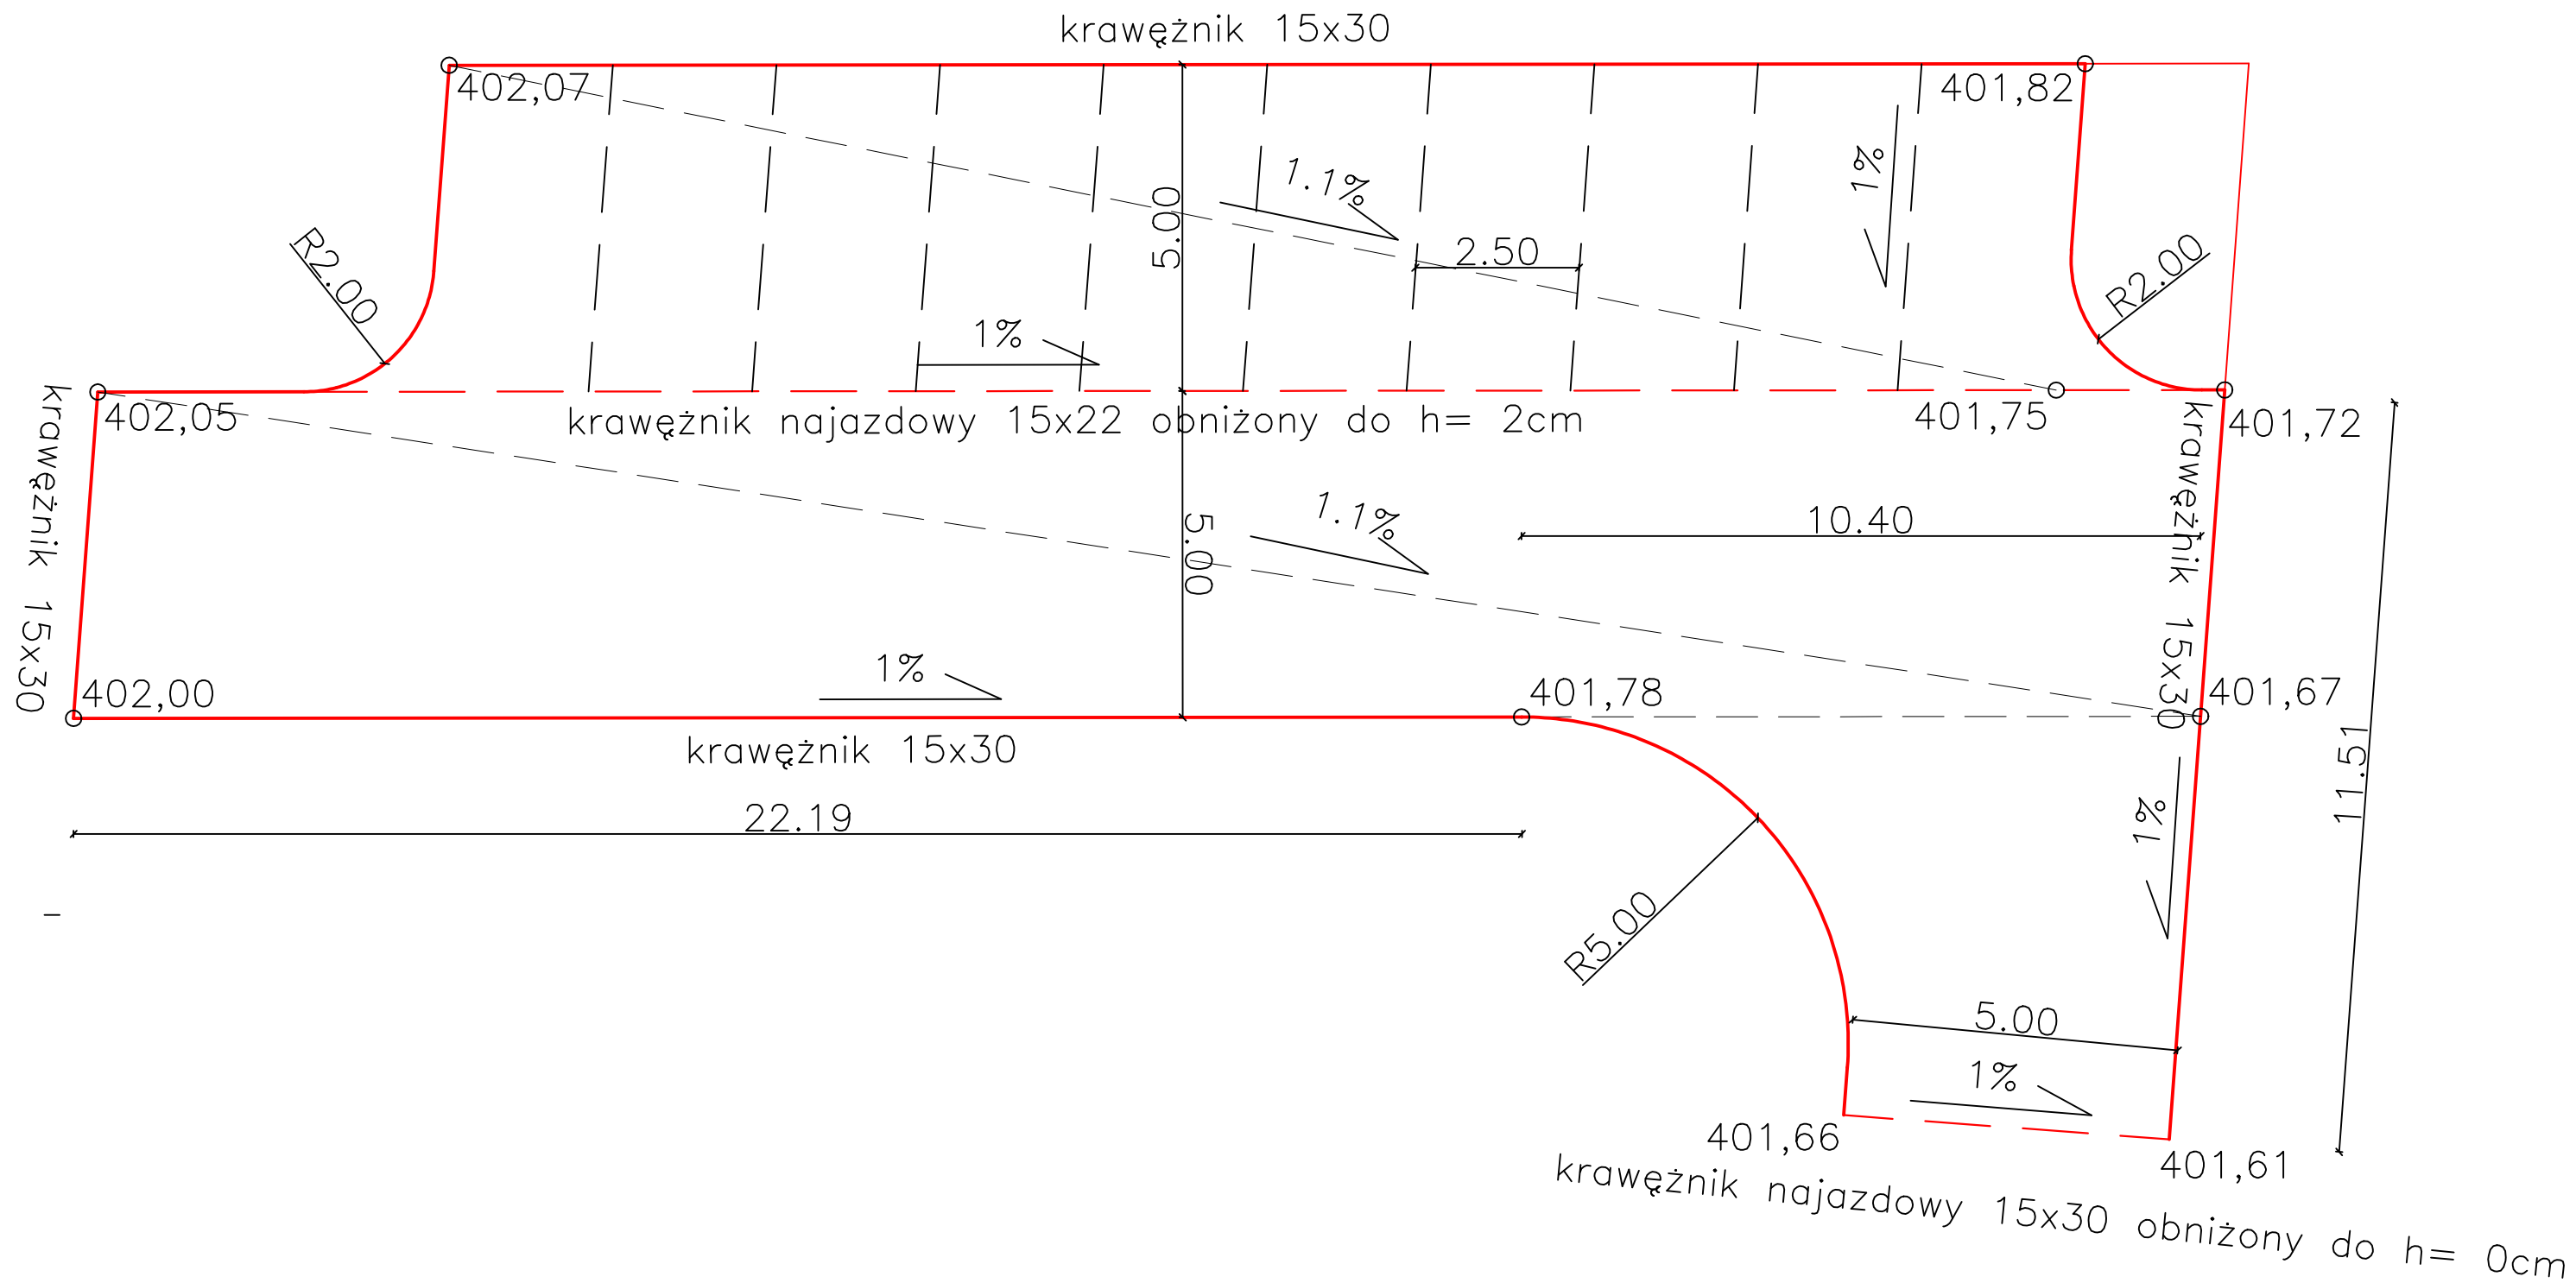 krawężnik 15x30
402,07
401,82
1%
1.1%
5.00
R2.00
2.50
R2.00
1%
402,05
krawężnik najazdowy 15x22 obniżony do h= 2cm
401,75
401,72
krawężnik 15x30
krawężnik 15x30
1.1%
10.40
5.00
1%
402,00
401,78
401,67
krawężnik 15x30
11.51
22.19
1%
R5.00
5.00
1%
401,66
401,61
krawężnik najazdowy 15x30 obniżony do h= 0cm